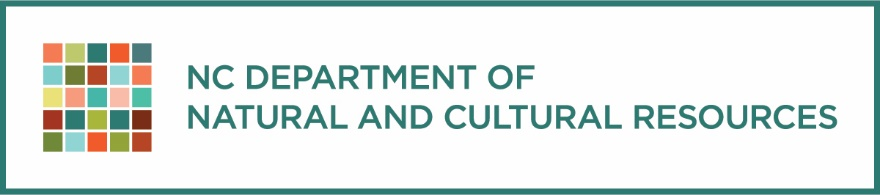 NC DEPARTMENT OF
NATURAL AND CULTURAL RESOURCES